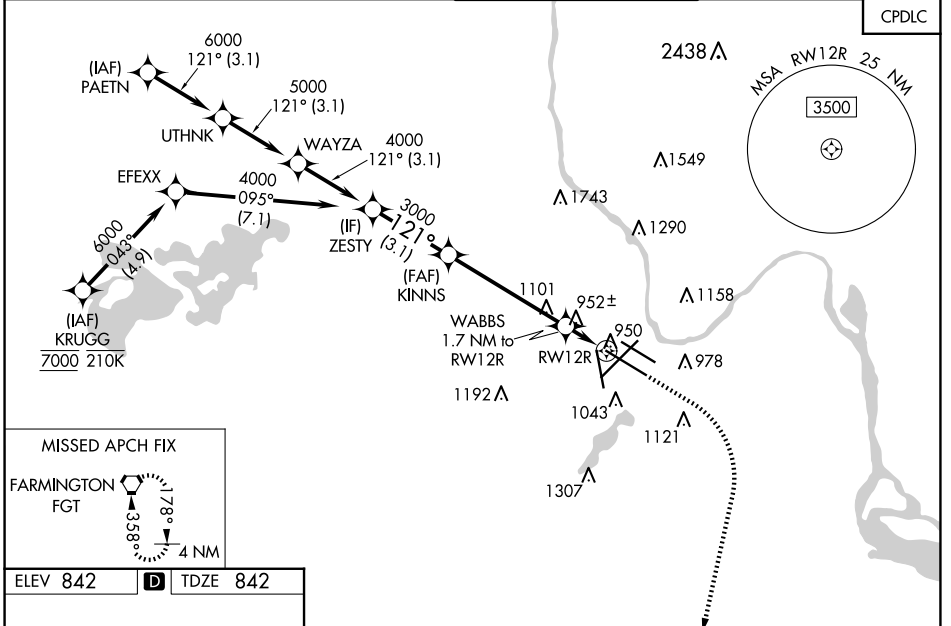 CPDLC
MSA RW12R 25 NM
3500
2438
(IAF)
PAETN
6000
121° (3.1)
UTHNK
5000
121° (3.1)
WAYZA
4000
121° (3.1)
EFEXX
4000
095°
(7.1)
(IF)
ZESTY
3000
121°
(3.1)
(FAF)
KINNS
6000
043°
(4.9)
(IAF)
KRUGG
7000 210K
1549
1743
1290
1158
1101
952±
950
WABBS
1.7 NM to
RW12R
RW12R
978
1192
1043
1121
1307
MISSED APCH FIX
FARMINGTON
FGT
178°
358°
4 NM
ELEV 842 D TDZE 842